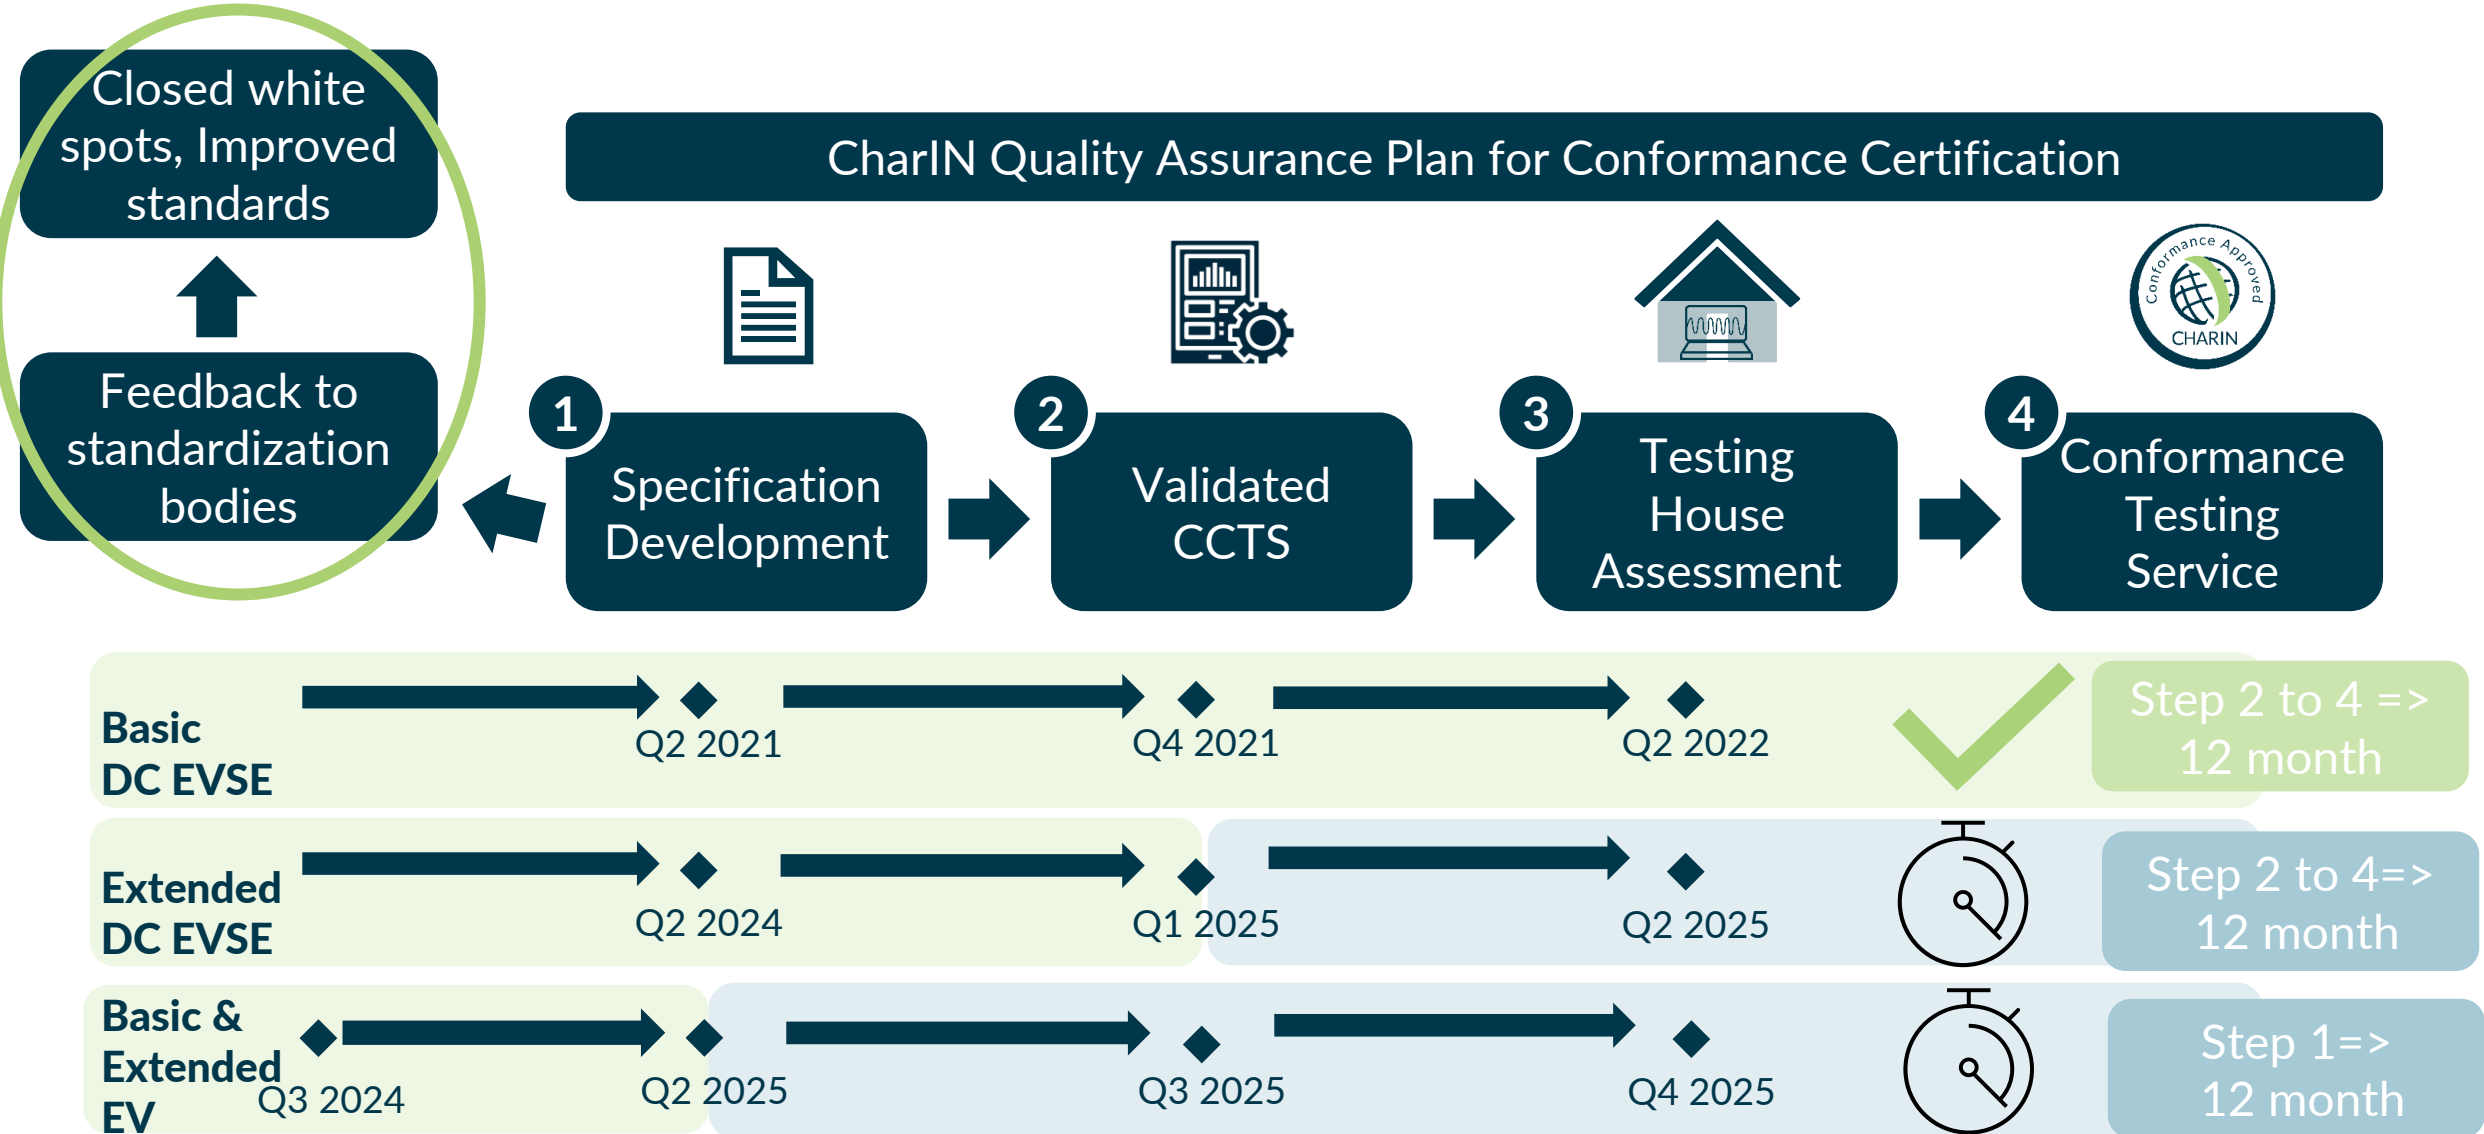 Closed white
spots, Improved
standards
Feedback to
standardization
bodies
CharIN Quality Assurance Plan for Conformance Certification
Conformance Approved
CHARIN
1
Specification
Development
2
Validated
CCTS
3
Testing
House
Assessment
4
Conformance
Testing
Service
Basic
DC EVSE
Q2 2021
Q4 2021
Q2 2022
Step 2 to 4 =>
12 month
Extended
DC EVSE
Q2 2024
Q1 2025
Q2 2025
Step 2 to 4=>
12 month
Basic &
Extended
EV
Q3 2024
Q2 2025
Q3 2025
Q4 2025
Step 1=>
12 month